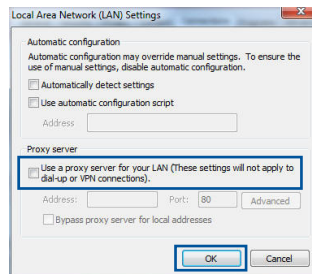 Local Area Network (LAN) Settings
Automatic configuration
Automatic configuration may override manual settings. To ensure the
use of manual settings, disable automatic configuration.
Automatically detect settings
Use automatic configuration script
Address
Proxy server
Use a proxy server for your LAN (These settings will not apply to
dial-up or VPN connections).
Address: Port: 80 Advanced
Bypass proxy server for local addresses
OK Cancel